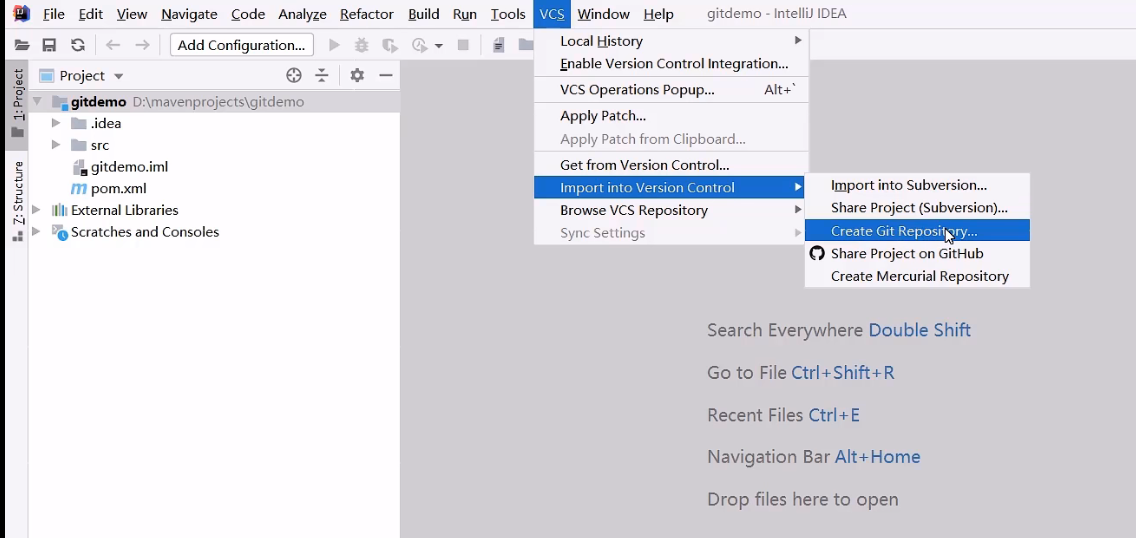 File Edit View Navigate Code Analyze Refactor Build Run Tools VCS Window Help gitdemo - IntelliJ IDEA
Add Configuration...
1: Project
Z: Structure
Project
gitdemo D:\mavenprojects\gitdemo
.idea
src
gitdemo.iml
pom.xml
External Libraries
Scratches and Consoles
Local History
Enable Version Control Integration...
VCS Operations Popup... Alt+`
Apply Patch...
Apply Patch from Clipboard...
Get from Version Control...
Import into Version Control
Browse VCS Repository
Sync Settings
Import into Subversion...
Share Project (Subversion)...
Create Git Repository...
Share Project on GitHub
Create Mercurial Repository
Search Everywhere Double Shift
Go to File Ctrl+Shift+R
Recent Files Ctrl+E
Navigation Bar Alt+Home
Drop files here to open